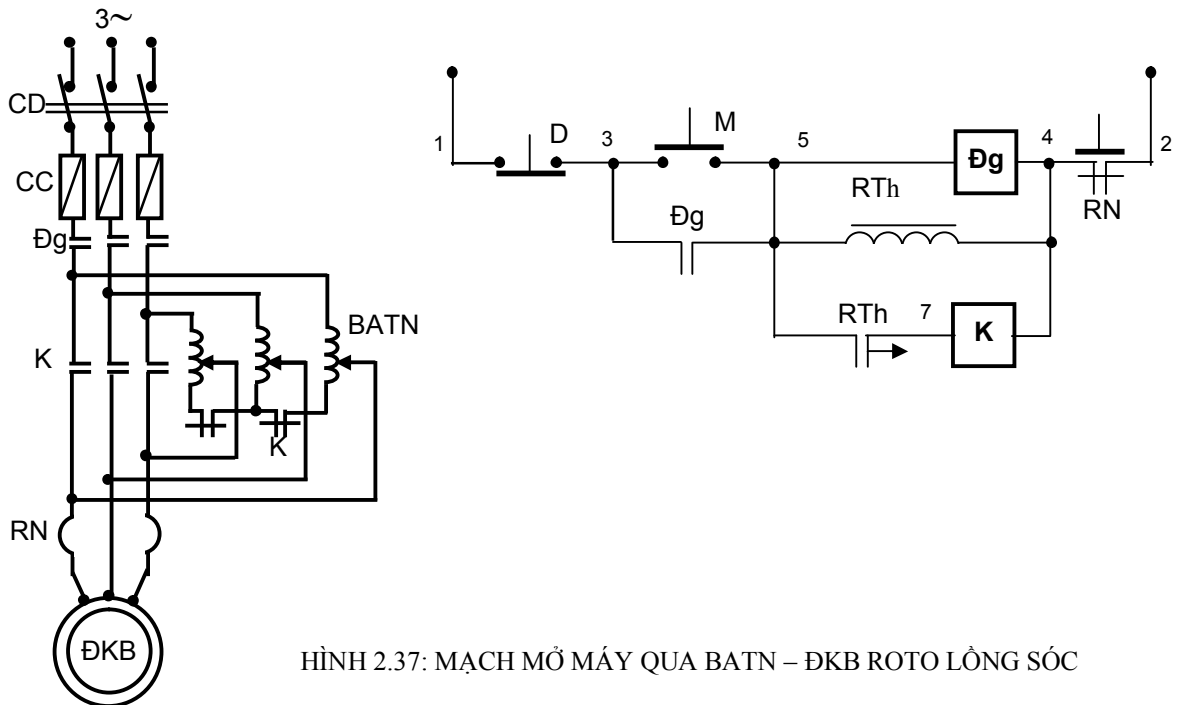 3~
CD
CC
Đg
K
BATN
K
RN
ĐKB
1
D
3
M
5
Đg
4
2
RN
RTh
Đg
RTh
7
K
HÌNH 2.37: MẠCH MỞ MÁY QUA BATN – ĐKB ROTO LỒNG SÓC